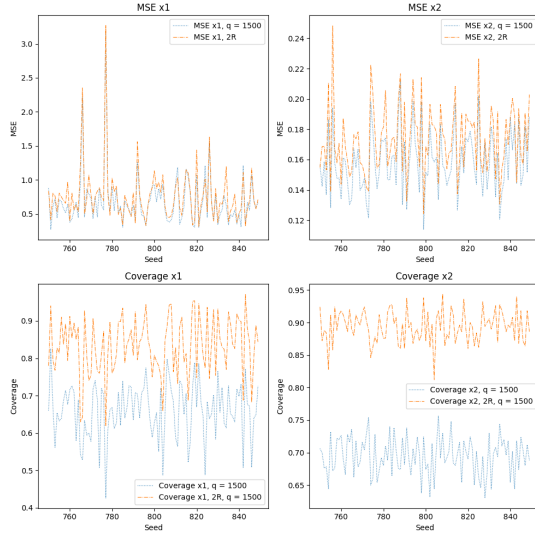 MSE x1
MSE x1, q = 1500
MSE x1, 2R
MSE
3.0
2.5
2.0
1.5
1.0
0.5
760 780 800 820 840
Seed
MSE x2
MSE x2, q = 1500
MSE x2, 2R
MSE
0.24
0.22
0.20
0.18
0.16
0.14
0.12
760 780 800 820 840
Seed
Coverage x1
Coverage
0.9
0.8
0.7
0.6
0.5
0.4
Coverage x1, q = 1500
Coverage x1, 2R, q = 1500
760 780 800 820 840
Seed
Coverage x2
Coverage
0.95
0.90
0.85
0.80
0.75
0.70
0.65
Coverage x2, q = 1500
Coverage x2, 2R, q = 1500
760 780 800 820 840
Seed